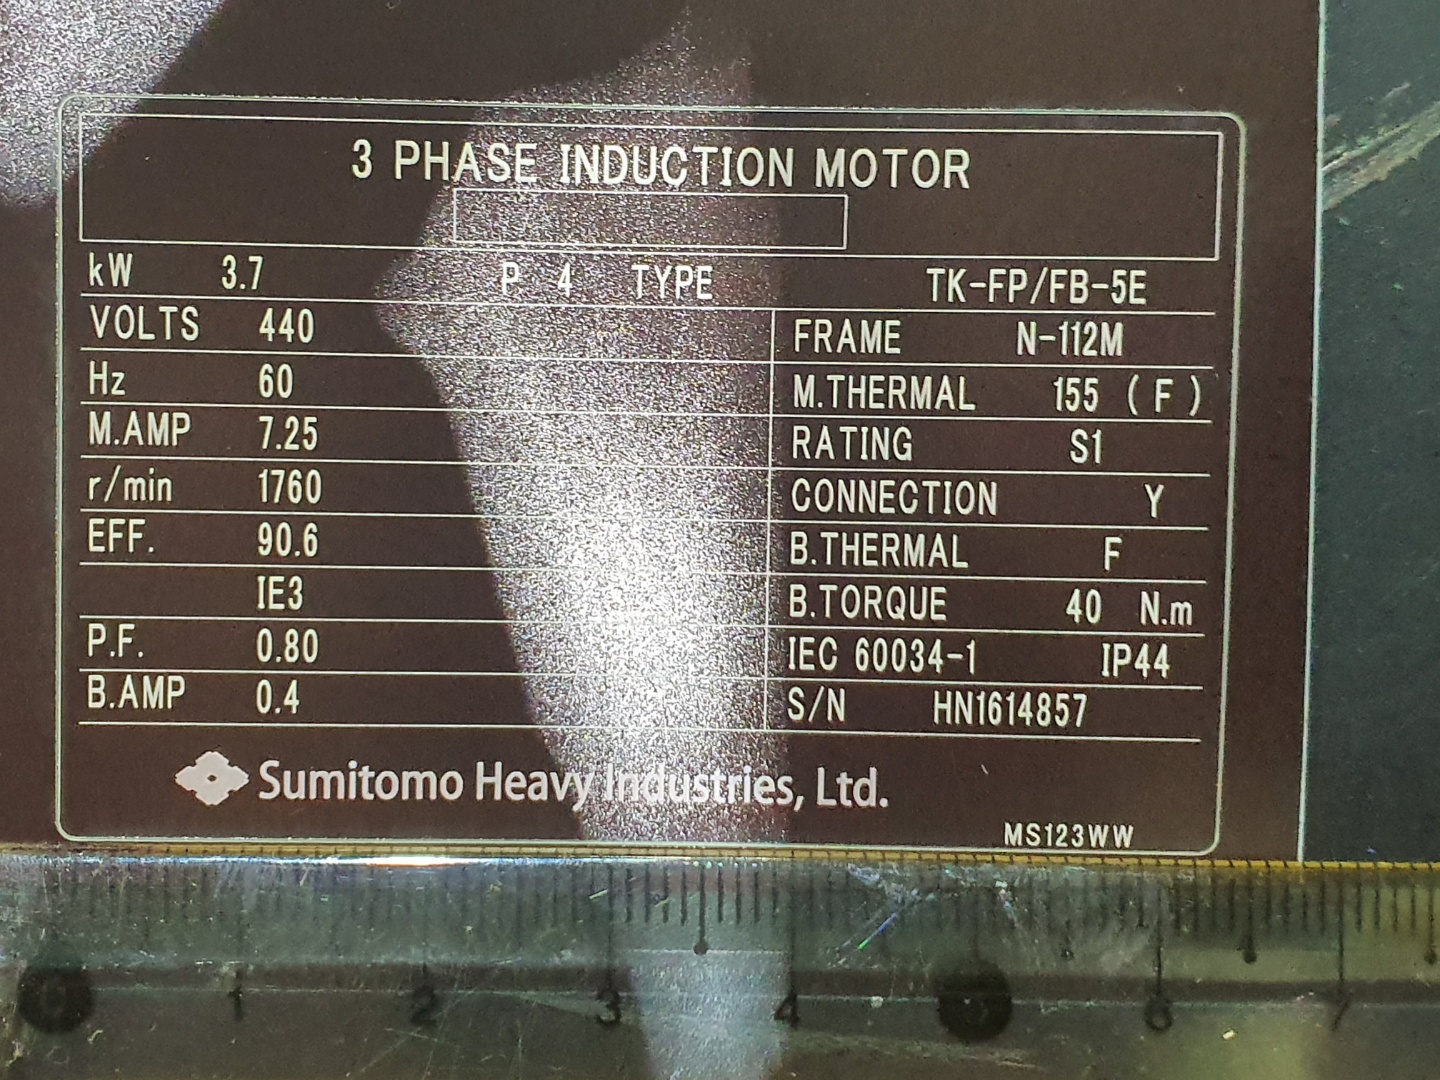 3 PHASE INDUCTION MOTOR
kW 3.7 P 4 TYPE TK-FP/FB-5E
VOLTS 440 FRAME N-112M
Hz 60 M.THERMAL 155 (F)
M.AMP 7.25 RATING S1
r/min 1760 CONNECTION Y
EFF. 90.6 B.THERMAL F
IE3 B.TORQUE 40 N.m
P.F. 0.80 IEC 60034-1 IP44
B.AMP 0.4 S/N HN1614857
Sumitomo Heavy Industries, Ltd.
MS123WW
0 1 2 3 4 5 6 7